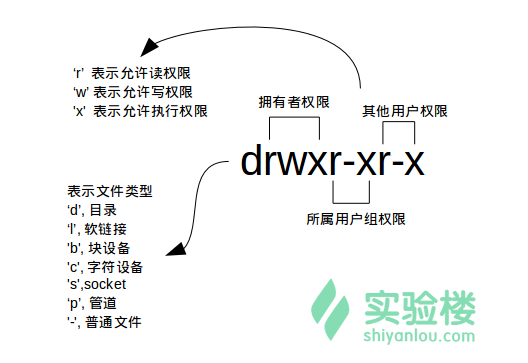 ‘r’ 表示允许读权限
‘w’ 表示允许写权限
'x' 表示允许执行权限
拥有者权限
其他用户权限
drwxr-xr-x
所属用户组权限
表示文件类型
‘d’, 目录
‘l’, 软链接
'b', 块设备
'c', 字符设备
's',socket
‘p’, 管道
'-', 普通文件
实验楼
shiyanlou.com